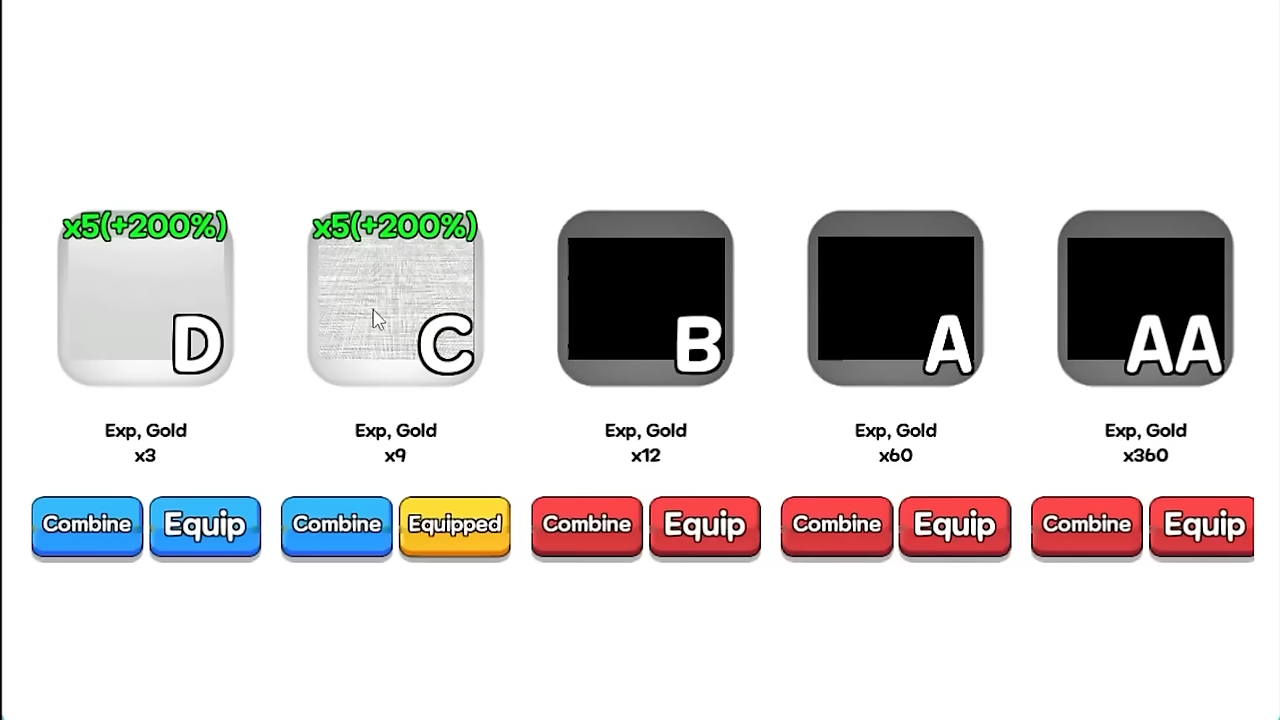 x5(+200%) x5(+200%)
D C B A AA
Exp, Gold Exp, Gold Exp, Gold Exp, Gold Exp, Gold
x3 x9 x12 x60 x360
Combine Equip Combine Equipped Combine Equip Combine Equip Combine Equip